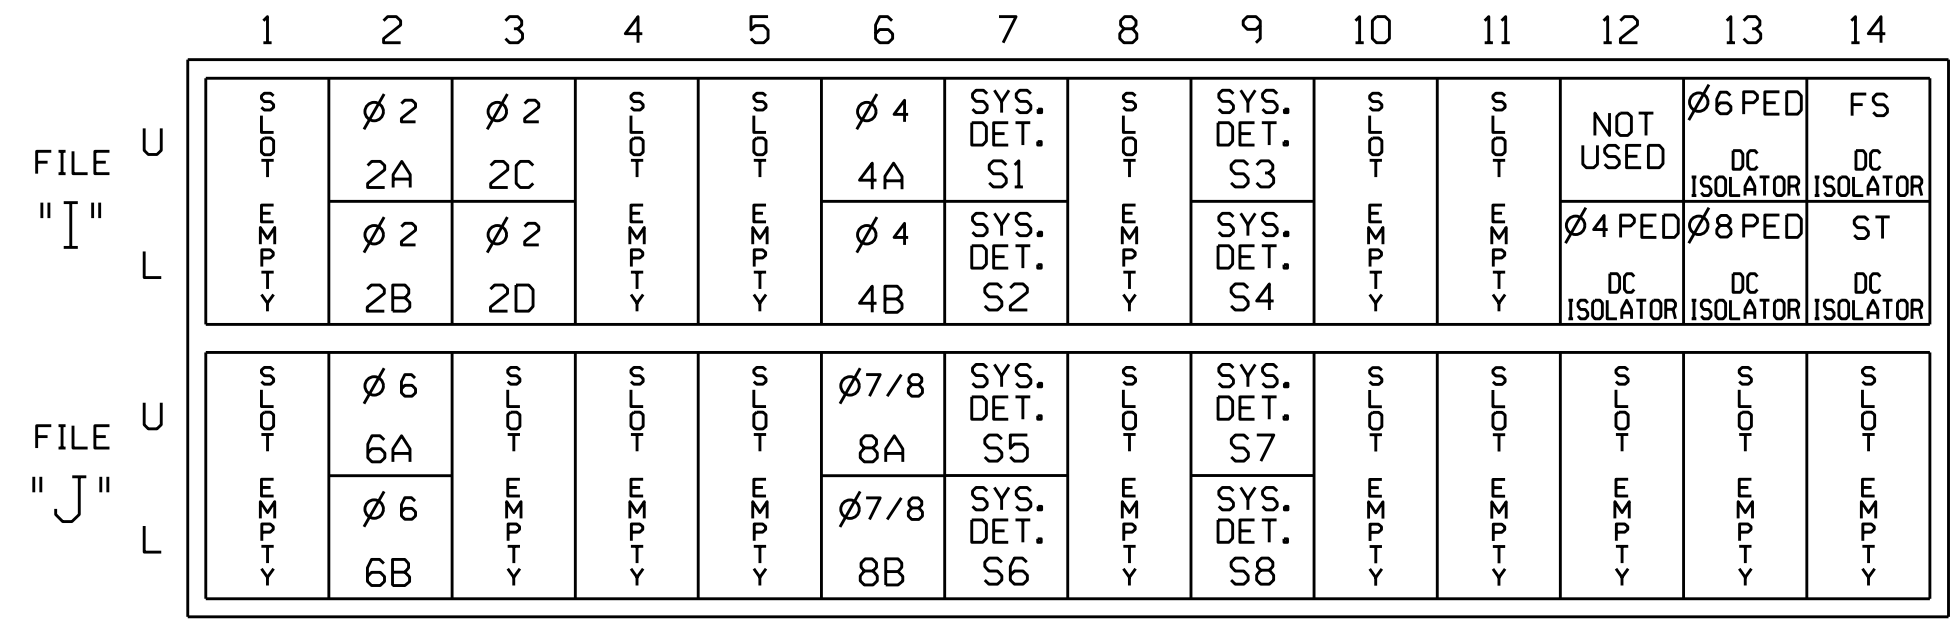 1 2 3 4 5 6 7 8 9 10 11 12 13 14
FILE "I"
U
L
SLOT EMPTY
Ø 2
2A
Ø 2
2B
Ø 2
2C
Ø 2
2D
SLOT EMPTY
SLOT EMPTY
Ø 4
4A
Ø 4
4B
SYS.
DET.
S1
SYS.
DET.
S2
SLOT EMPTY
SYS.
DET.
S3
SYS.
DET.
S4
SLOT EMPTY
SLOT EMPTY
NOT
USED
Ø4 PED
DC
ISOLATOR
Ø6 PED
DC
ISOLATOR
Ø8 PED
DC
ISOLATOR
FS
DC
ISOLATOR
ST
DC
ISOLATOR
FILE "J"
U
L
SLOT EMPTY
Ø 6
6A
Ø 6
6B
SLOT EMPTY
SLOT EMPTY
SLOT EMPTY
Ø7/8
8A
Ø7/8
8B
SYS.
DET.
S5
SYS.
DET.
S6
SLOT EMPTY
SYS.
DET.
S7
SYS.
DET.
S8
SLOT EMPTY
SLOT EMPTY
SLOT EMPTY
SLOT EMPTY
SLOT EMPTY